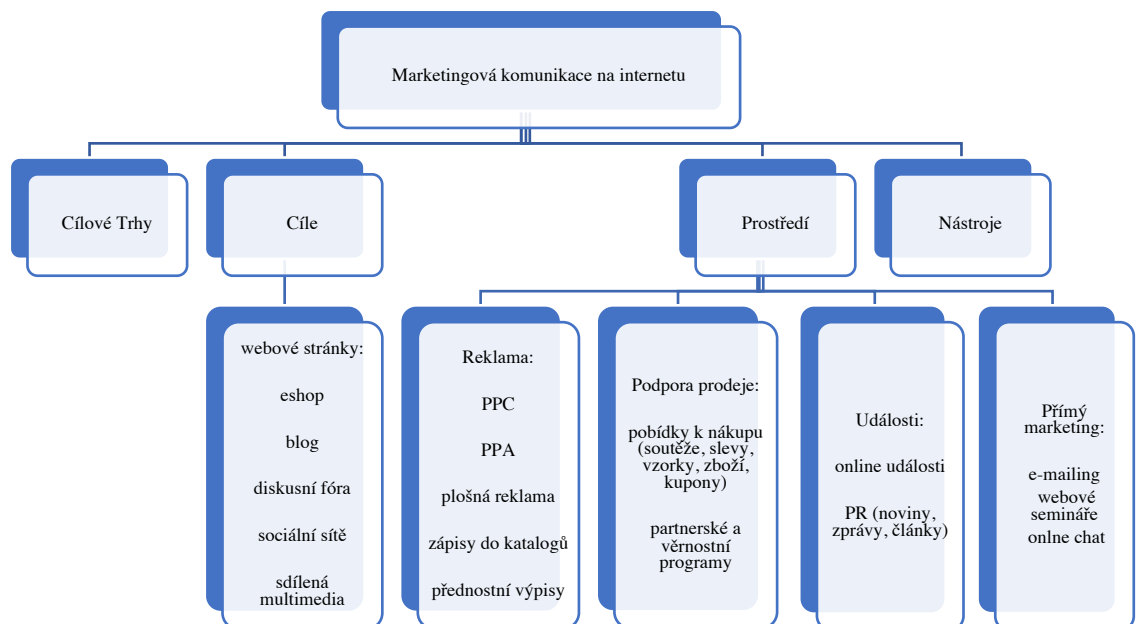 Marketingová komunikace na internetu
Cílové Trhy
Cíle
Prostředí
Nástroje
webové stránky:
eshop
blog
diskusní fóra
sociální sítě
sdílená
multimedia
Reklama:
PPC
PPA
plošná reklama
zápisy do katalogů
přednostní výpisy
Podpora prodeje:
pobídky k nákupu
(soutěže, slevy,
vzorky, zboží,
kupony)
partnerské a
věrnostní
programy
Události:
online události
PR (noviny,
zprávy, články)
Přímý
marketing:
e-mailing
webové
semináře
onlne chat